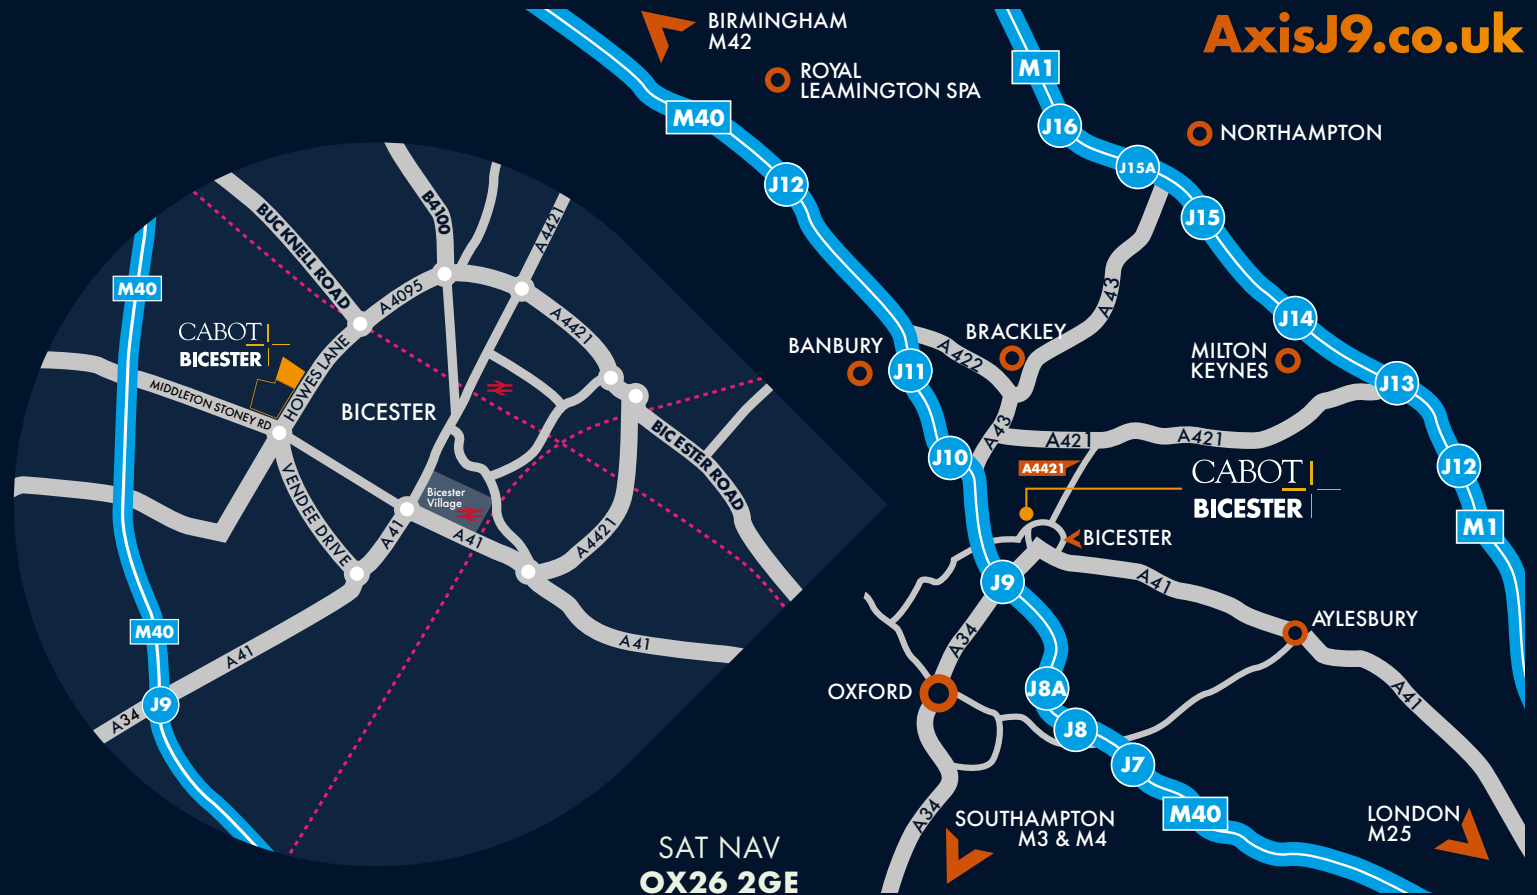 BIRMINGHAM
M42
AxisJ9.co.uk
ROYAL
LEAMINGTON SPA
M1
M40
J16
NORTHAMPTON
J15A
J12
J15
BUCKNELL ROAD
B4100
A4421
M40
A4095
A43
J14
CABOT
BICESTER
A4421
BANBURY
BRACKLEY
A422
J11
MILTON
KEYNES
J13
HOWES LANE
MIDDLETON STONEY RD
BICESTER
A43
A421
A421
BICESTER ROAD
J10
A4421
J12
CABOT
BICESTER
VENDEE DRIVE
Bicester
Village
M1
A41
A41
A4421
BICESTER
J9
A41
M40
A41
A41
A34
AYLESBURY
J9
A34
OXFORD
J8A
A41
J8
J7
M40
A34
SOUTHAMPTON
M3 & M4
LONDON
M25
SAT NAV
OX26 2GE